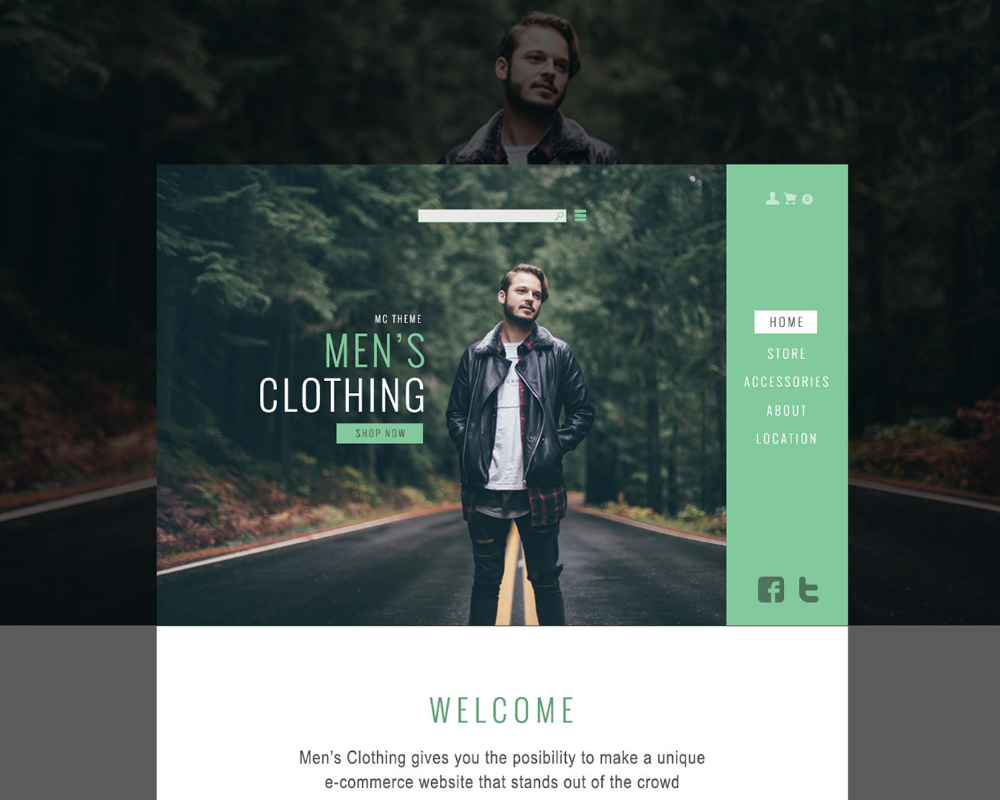 0
MC THEME
MEN'S
CLOTHING
SHOP NOW
HOME
STORE
ACCESSORIES
ABOUT
LOCATION
WELCOME
Men's Clothing gives you the posibility to make a unique
e-commerce website that stands out of the crowd